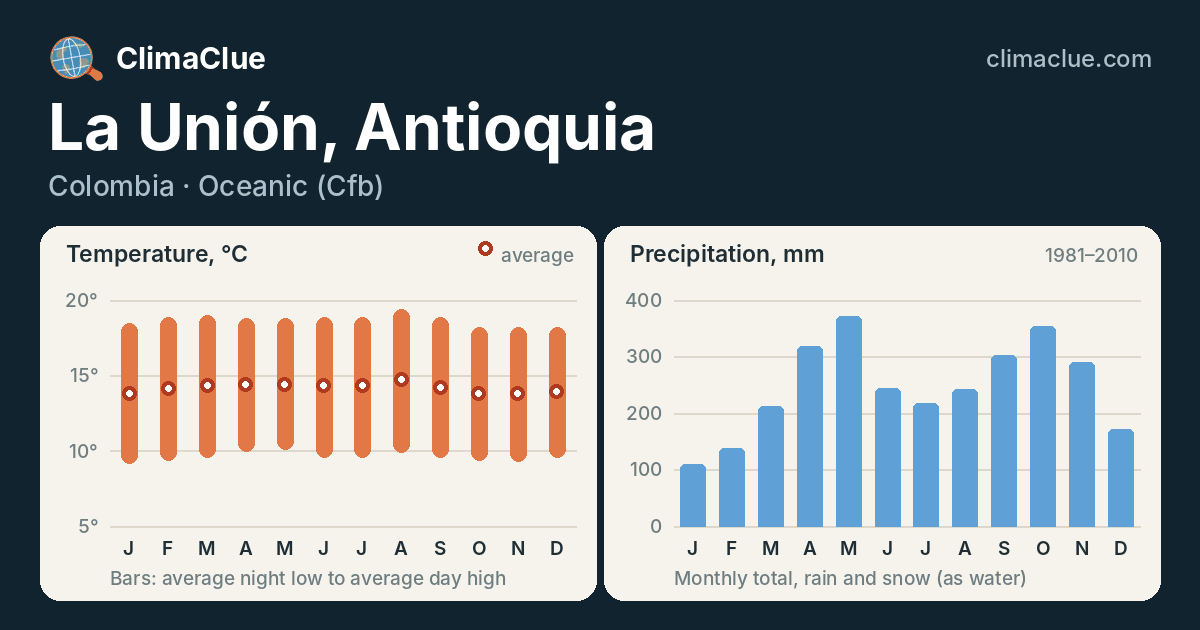 ClimaClue
climaclue.com
La Unión, Antioquia
Colombia · Oceanic (Cfb)
Temperature, °C
average
20°
15°
10°
5°
J F M A M J J A S O N D
Bars: average night low to average day high
Precipitation, mm
1981–2010
400
300
200
100
0
J F M A M J J A S O N D
Monthly total, rain and snow (as water)